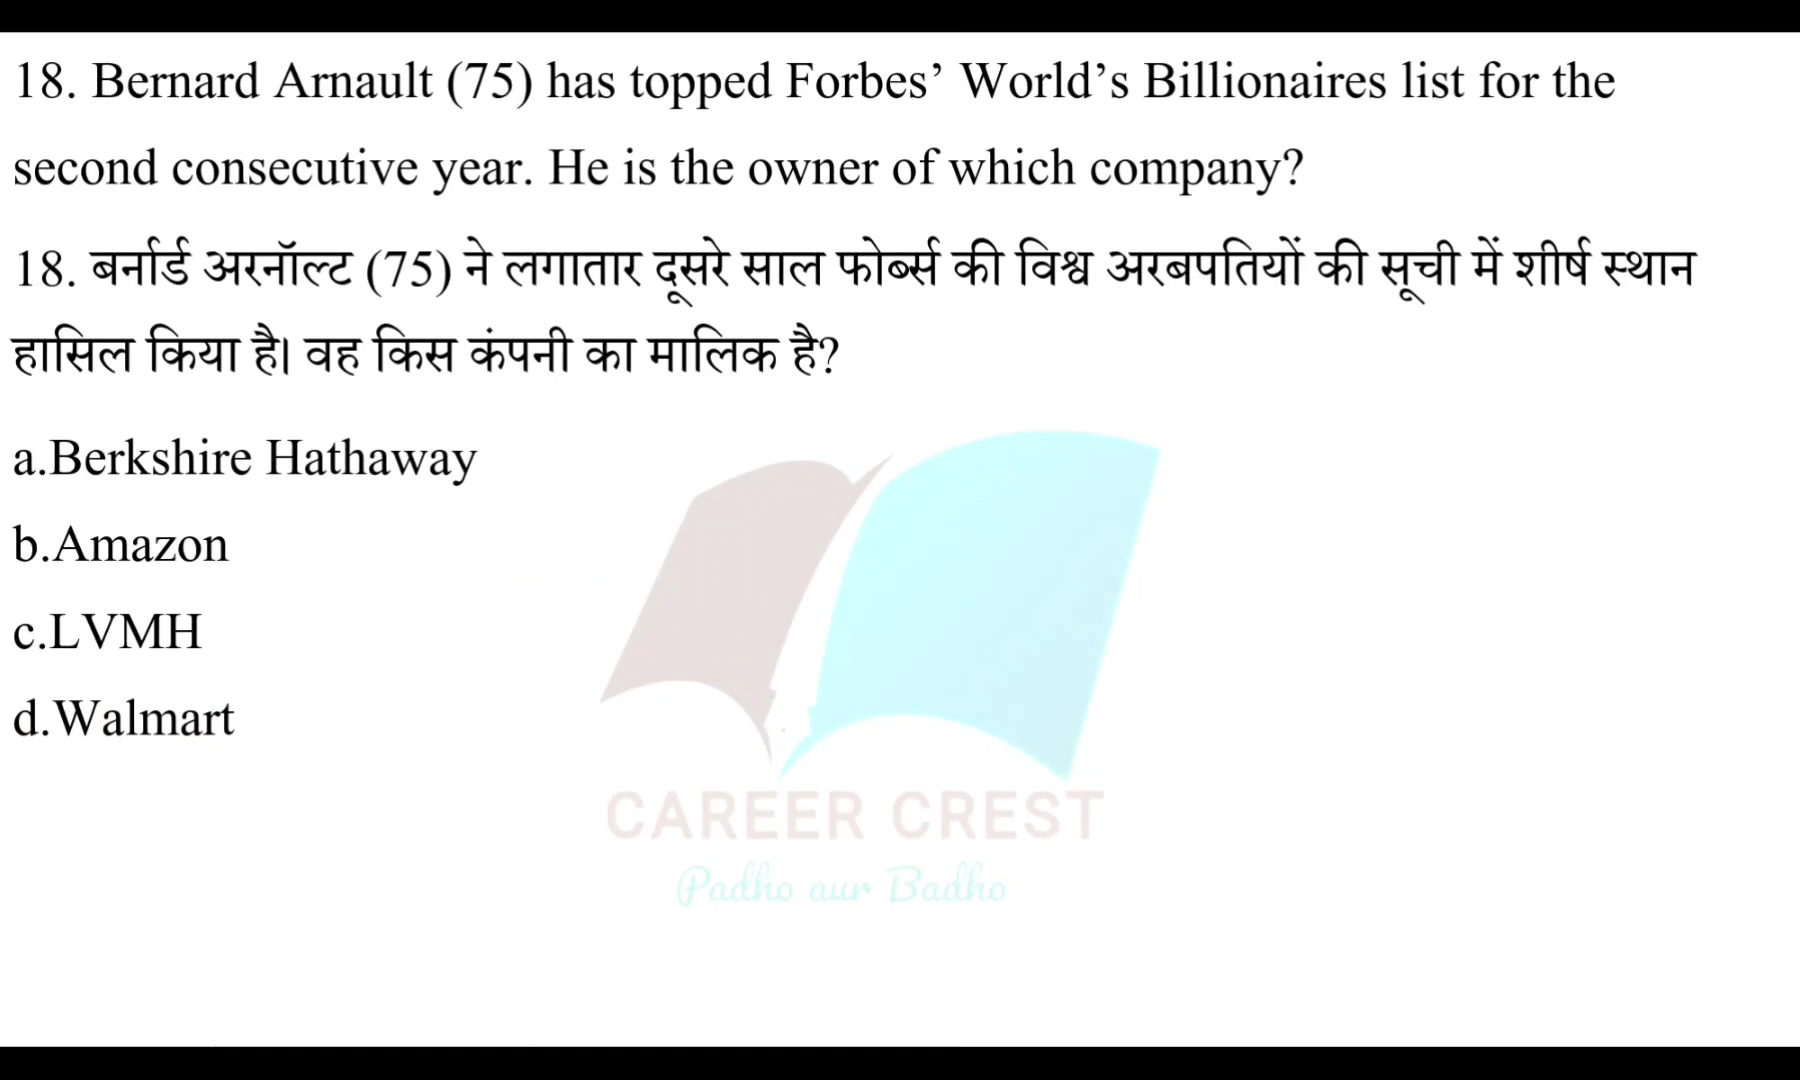 18. Bernard Arnault (75) has topped Forbes’ World’s Billionaires list for the
second consecutive year. He is the owner of which company?
18. बर्नार्ड अरनॉल्ट (75) ने लगातार दूसरे साल फोर्ब्स की विश्व अरबपतियों की सूची में शीर्ष स्थान
हासिल किया है। वह किस कंपनी का मालिक है?
a.Berkshire Hathaway
b.Amazon
c.LVMH
d.Walmart
CAREER CREST
Padho aur Badho